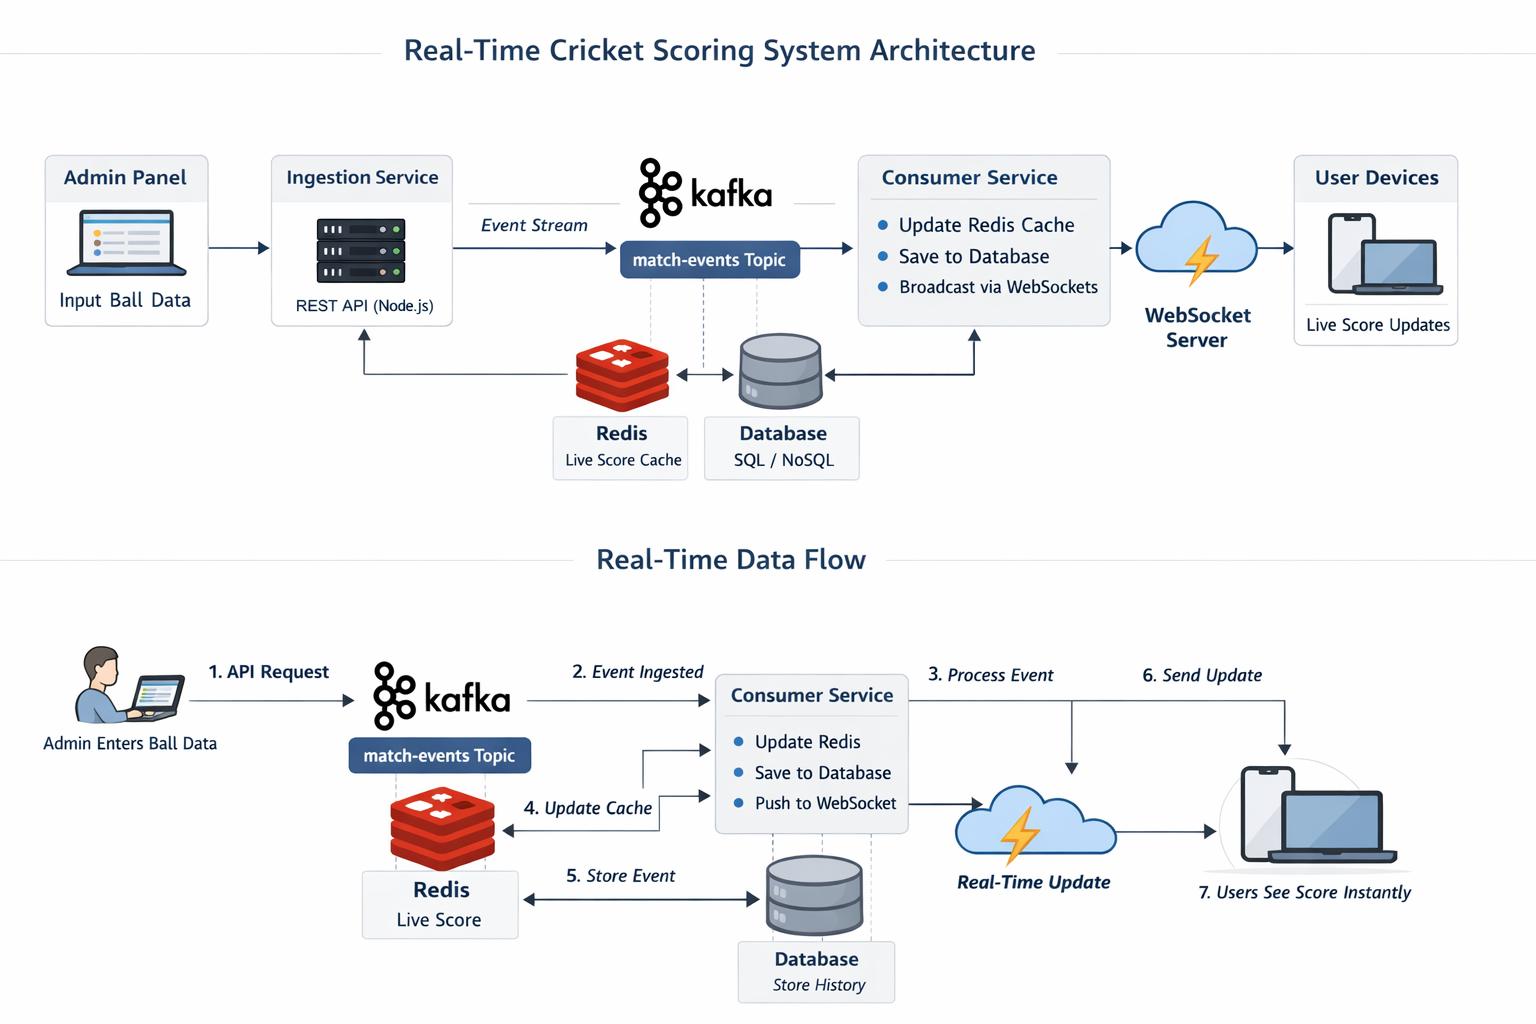 Real-Time Cricket Scoring System Architecture
Admin Panel
Input Ball Data
Ingestion Service
REST API (Node.js)
Event Stream
kafka
match-events Topic
Consumer Service
Update Redis Cache
Save to Database
Broadcast via WebSockets
WebSocket
Server
User Devices
Live Score Updates
Redis
Live Score Cache
Database
SQL / NoSQL
Real-Time Data Flow
Admin Enters Ball Data
1. API Request
kafka
match-events Topic
2. Event Ingested
Consumer Service
Update Redis
Save to Database
Push to WebSocket
3. Process Event
6. Send Update
4. Update Cache
Redis
Live Score
5. Store Event
Database
Store History
Real-Time Update
7. Users See Score Instantly